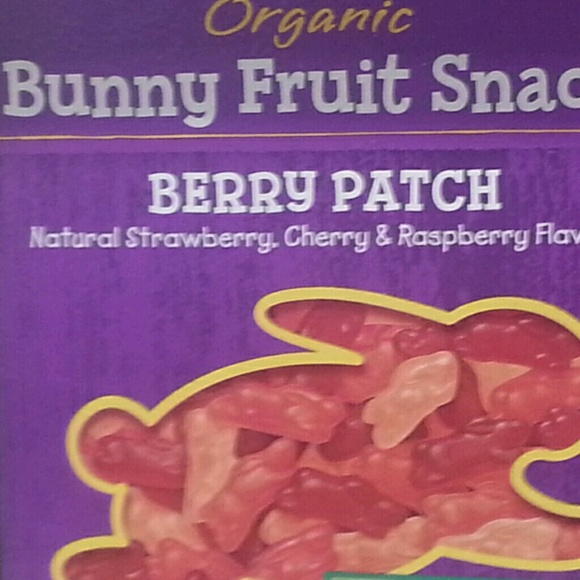 Organic
Bunny Fruit Snac
BERRY PATCH
Natural Strawberry, Cherry & Raspberry Flav